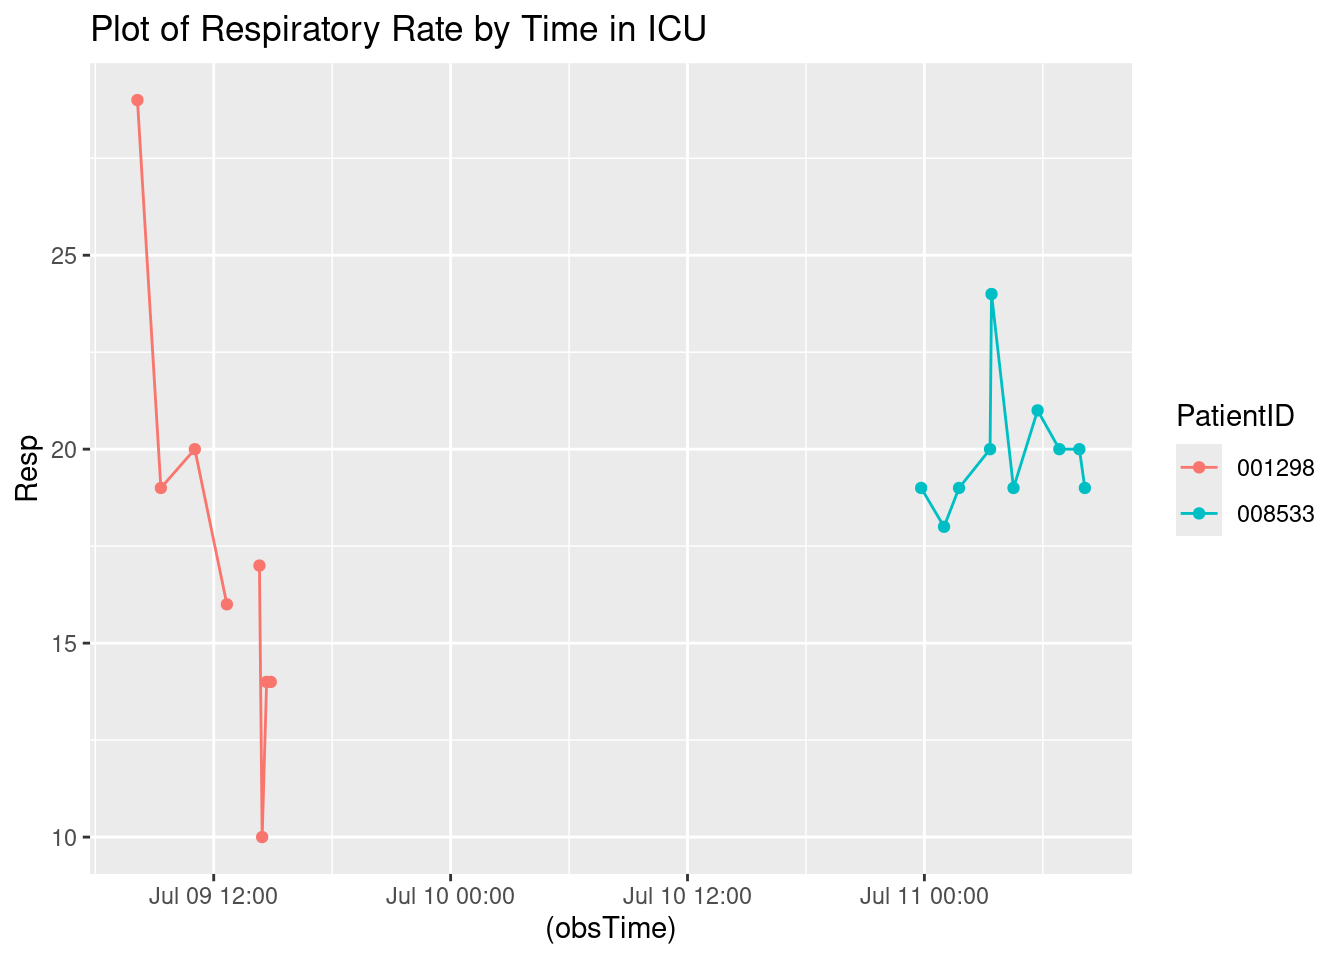 Plot of Respiratory Rate by Time in ICU
Resp
25
20
15
10
Jul 09 12:00
Jul 10 00:00
Jul 10 12:00
Jul 11 00:00
(obsTime)
PatientID
001298
008533